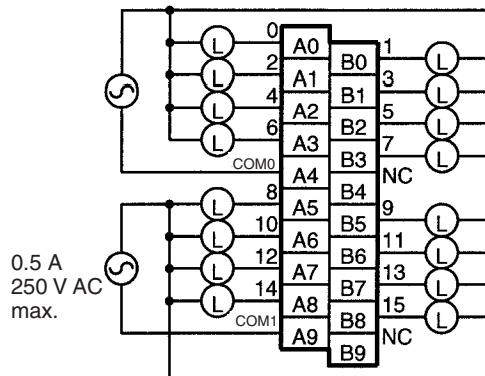 0 A0 1
L B0 L
2 A1 3
L B1 L
4 A2 5
L B2 L
6 A3 7
L B3 L
COM0 A4 NC
B4
8 A5 9
L B5 L
10 A6 11
L B6 L
12 A7 13
L B7 L
14 A8 15
L B8 L
COM1 A9 NC
B9
0.5 A
250 V AC
max.